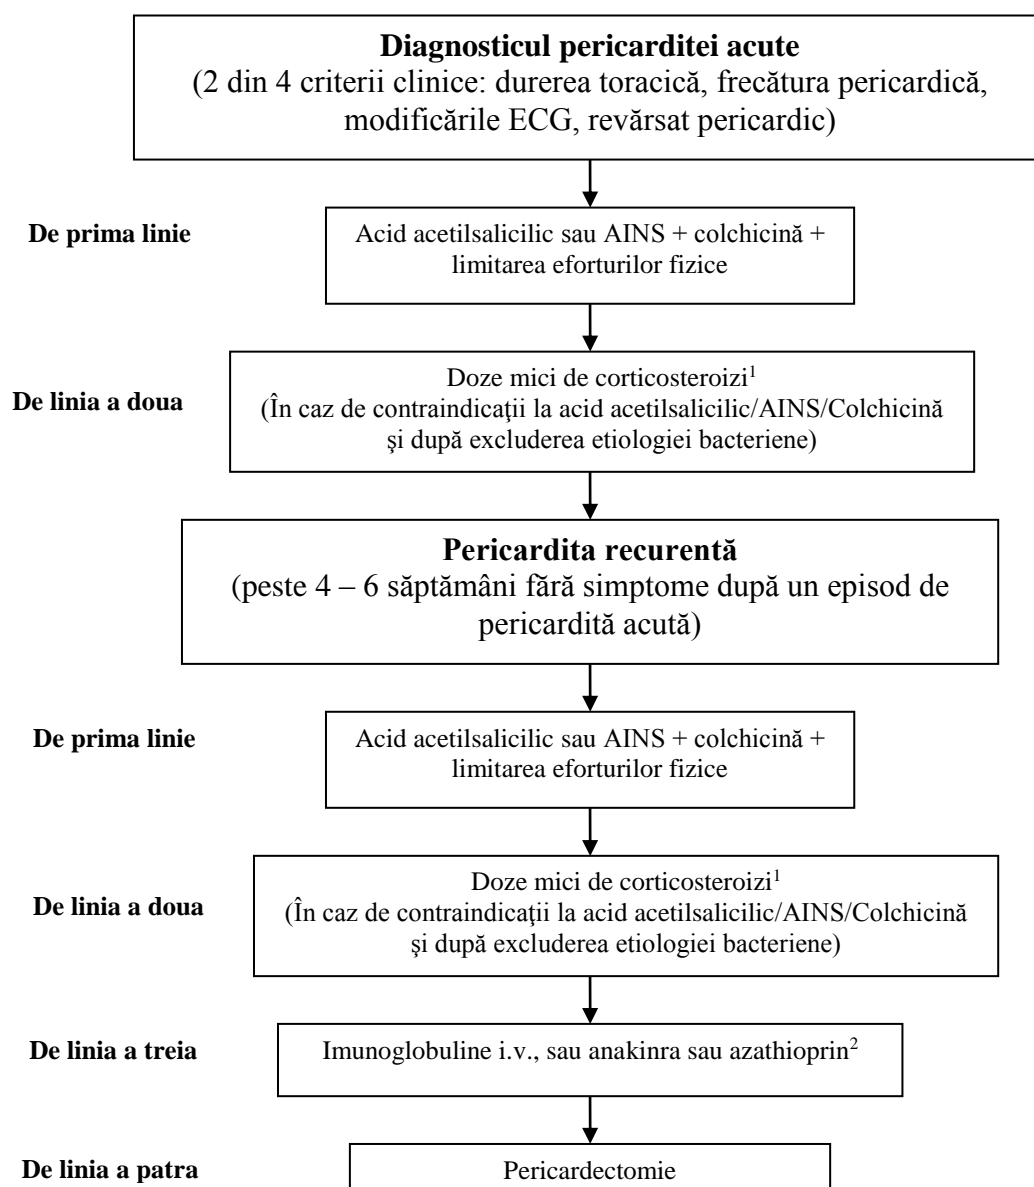 Diagnosticul pericarditei acute
(2 din 4 criterii clinice: durerea toracică, frecătura pericardică,
modificările ECG, revărsat pericardic)
De prima linie
Acid acetilsalicilic sau AINS + colchicină +
limitarea eforturilor fizice
De linia a doua
Doze mici de corticosteroizi¹
(În caz de contraindicaţii la acid acetilsalicilic/AINS/Colchicină
şi după excluderea etiologiei bacteriene)
Pericardita recurentă
(peste 4 – 6 săptămâni fără simptome după un episod de
pericardită acută)
De prima linie
Acid acetilsalicilic sau AINS + colchicină +
limitarea eforturilor fizice
De linia a doua
Doze mici de corticosteroizi¹
(În caz de contraindicaţii la acid acetilsalicilic/AINS/Colchicină
şi după excluderea etiologiei bacteriene)
De linia a treia
Imunoglobuline i.v., sau anakinra sau azathioprin²
De linia a patra
Pericardectomie